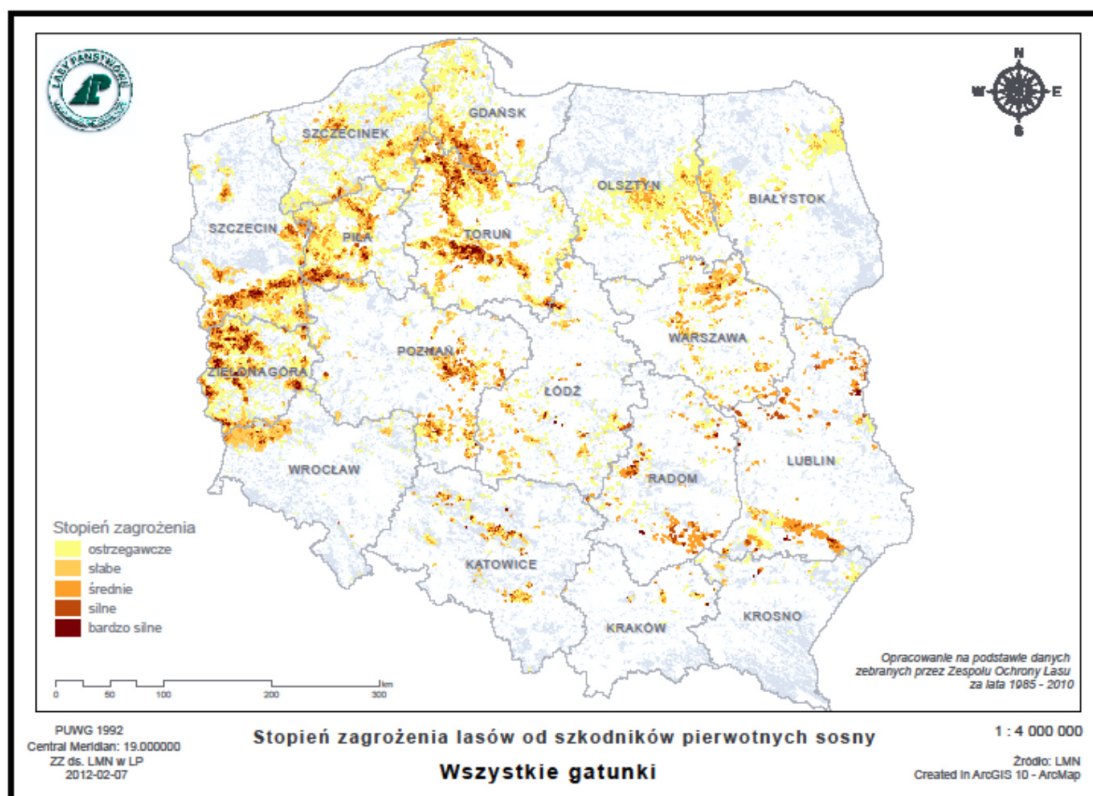 LASY PAŃSTWOWE
N
W
E
S
GDAŃSK
SZCZECINEK
OLSZTYN
BIAŁYSTOK
SZCZECIN
PIŁA
TORUŃ
WARSZAWA
POZNAŃ
ZIELONAGÓRA
ŁÓDŹ
WROCŁAW
LUBLIN
RADOM
KATOWICE
KRAKÓW
KROSNO
Stopień zagrożenia
ostrzegawcze
słabe
średnie
silne
bardzo silne
km
0 50 100 200 300
Opracowanie na podstawie danych
zebranych przez Zespołu Ochrony Lasu
za lata 1985 - 2010
PUWG 1992
Central Meridian: 19.000000
ZZ ds. LMN w LP
2012-02-07
Stopień zagrożenia lasów od szkodników pierwotnych sosny
Wszystkie gatunki
1 : 4 000 000
Źródło: LMN
Created in ArcGIS 10 - ArcMap